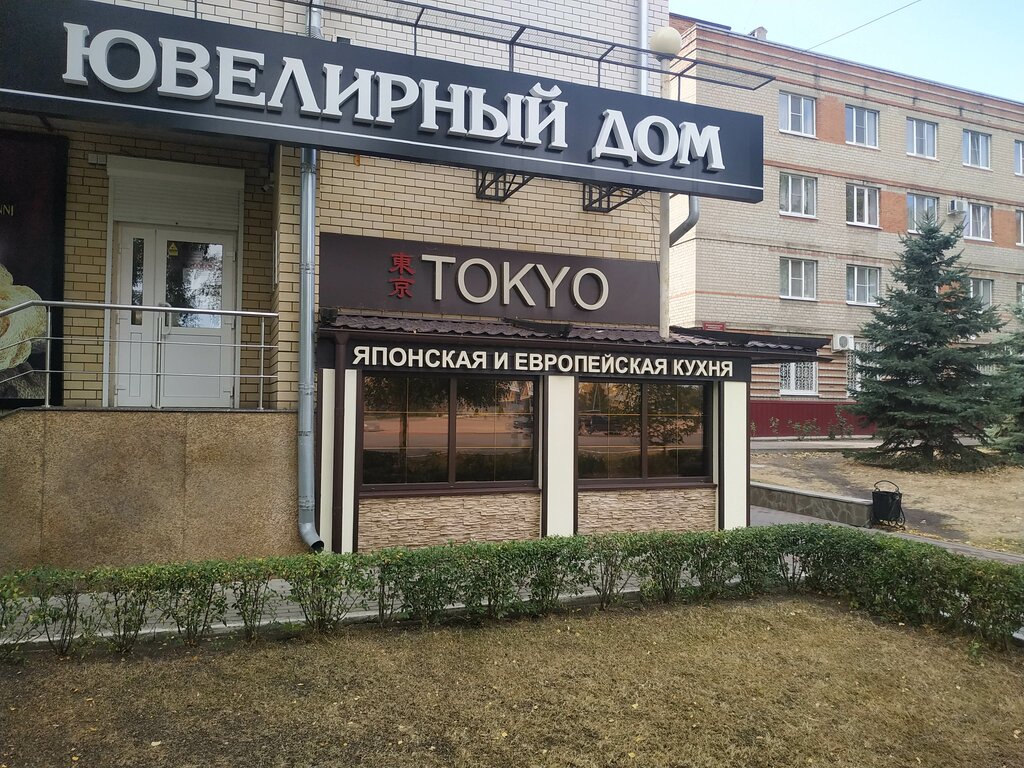 ЮВЕЛИРНЫЙ ДОМ
東京 TOKYO
ЯПОНСКАЯ И ЕВРОПЕЙСКАЯ КУХНЯ